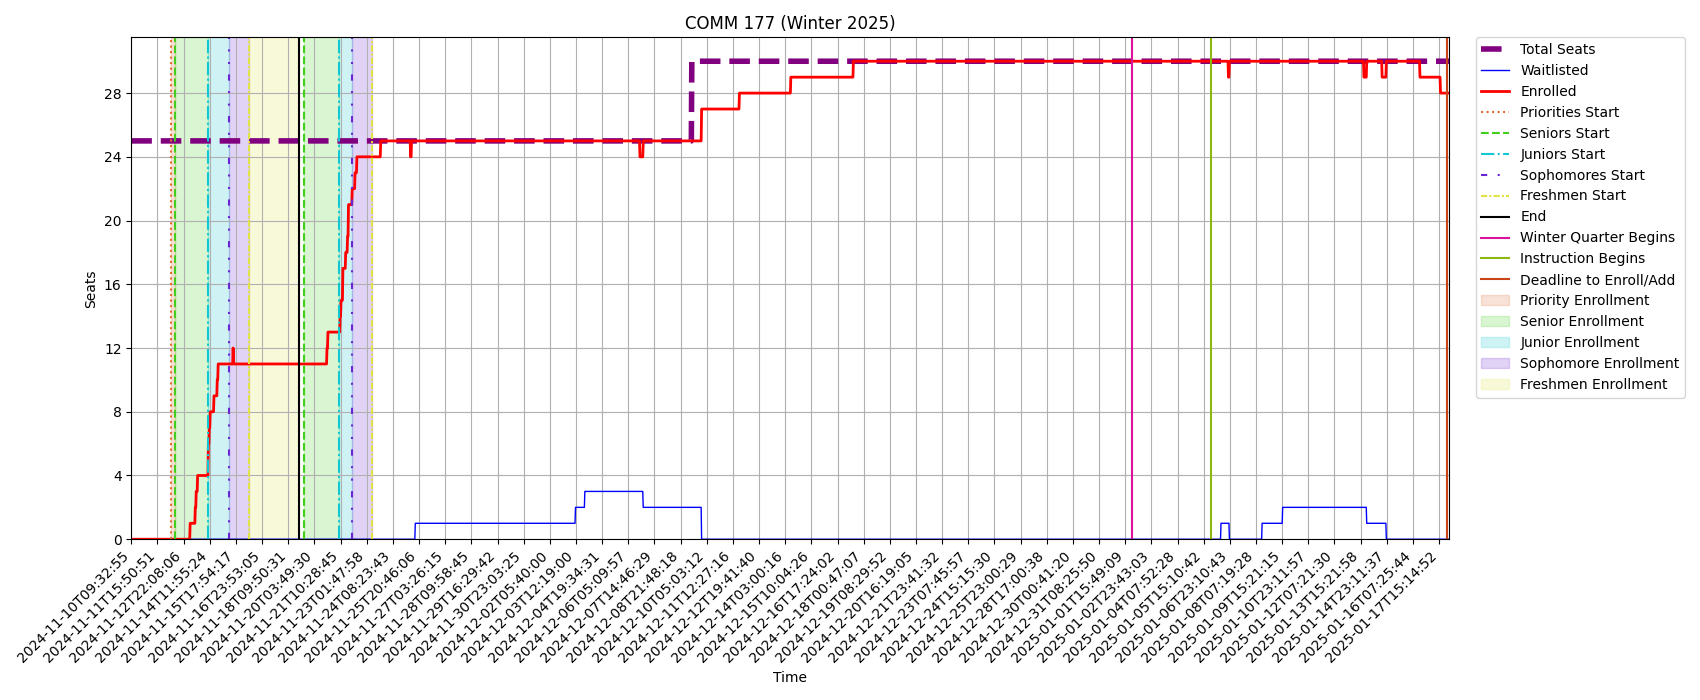 COMM 177 (Winter 2025)
Seats
28
24
20
16
12
8
4
0
2024-11-10T09:32:55
2024-11-11T15:50:51
2024-11-12T22:08:06
2024-11-14T11:55:24
2024-11-15T17:54:17
2024-11-16T23:53:05
2024-11-18T09:50:31
2024-11-20T03:49:30
2024-11-21T10:28:45
2024-11-23T01:47:58
2024-11-24T08:23:43
2024-11-25T20:46:06
2024-11-27T03:26:15
2024-11-28T09:58:45
2024-11-29T16:29:42
2024-11-30T23:03:25
2024-12-02T05:40:00
2024-12-03T12:19:00
2024-12-04T19:34:31
2024-12-06T05:09:57
2024-12-07T14:46:29
2024-12-08T21:48:18
2024-12-10T05:03:12
2024-12-11T12:27:16
2024-12-12T19:41:40
2024-12-14T03:00:16
2024-12-15T10:04:26
2024-12-16T17:24:02
2024-12-18T00:47:07
2024-12-19T08:29:52
2024-12-20T16:19:05
2024-12-21T23:41:32
2024-12-23T07:45:57
2024-12-24T15:15:30
2024-12-25T23:00:29
2024-12-28T17:00:38
2024-12-30T00:41:20
2024-12-31T08:25:50
2025-01-01T15:49:09
2025-01-02T23:43:03
2025-01-04T07:52:28
2025-01-05T15:10:42
2025-01-06T23:10:43
2025-01-08T07:19:28
2025-01-09T15:21:15
2025-01-10T23:11:57
2025-01-12T07:21:30
2025-01-13T15:21:58
2025-01-14T23:11:37
2025-01-16T07:25:44
2025-01-17T15:14:52
Time
Total Seats
Waitlisted
Enrolled
Priorities Start
Seniors Start
Juniors Start
Sophomores Start
Freshmen Start
End
Winter Quarter Begins
Instruction Begins
Deadline to Enroll/Add
Priority Enrollment
Senior Enrollment
Junior Enrollment
Sophomore Enrollment
Freshmen Enrollment